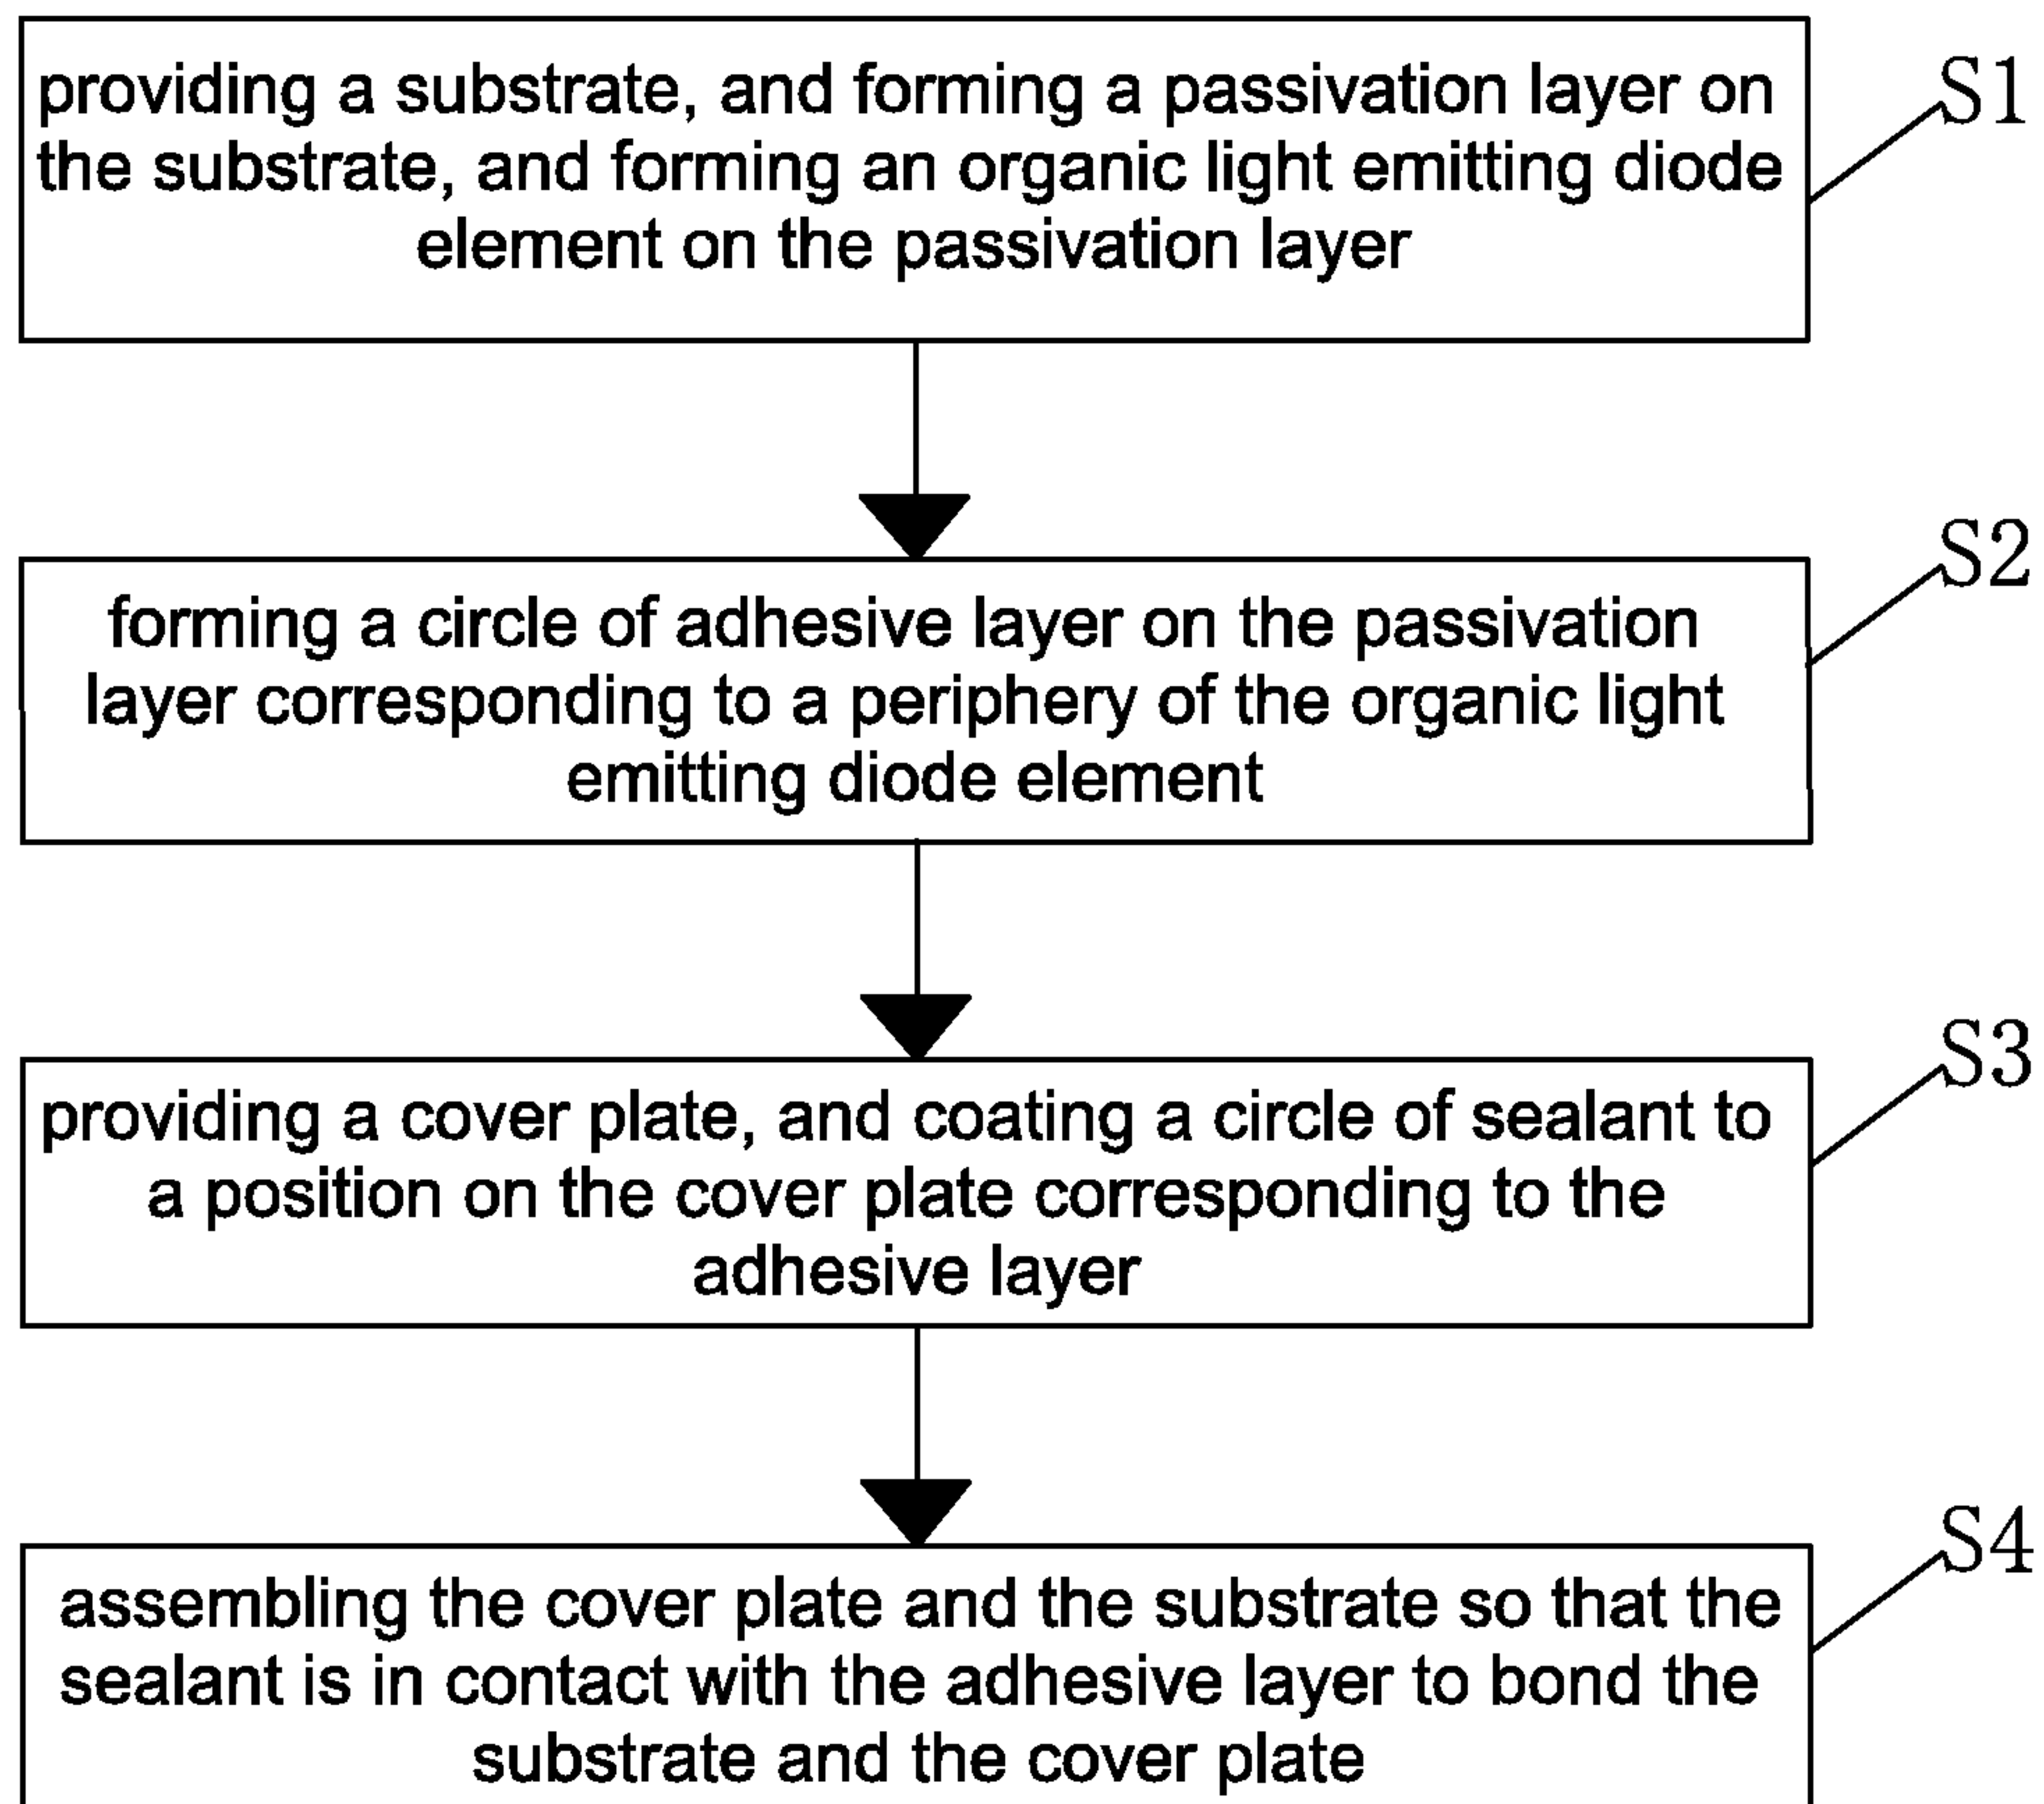 providing a substrate, and forming a passivation layer on
the substrate, and forming an organic light emitting diode
element on the passivation layer
S1
forming a circle of adhesive layer on the passivation
layer corresponding to a periphery of the organic light
emitting diode element
S2
providing a cover plate, and coating a circle of sealant to
a position on the cover plate corresponding to the
adhesive layer
S3
assembling the cover plate and the substrate so that the
sealant is in contact with the adhesive layer to bond the
substrate and the cover plate
S4